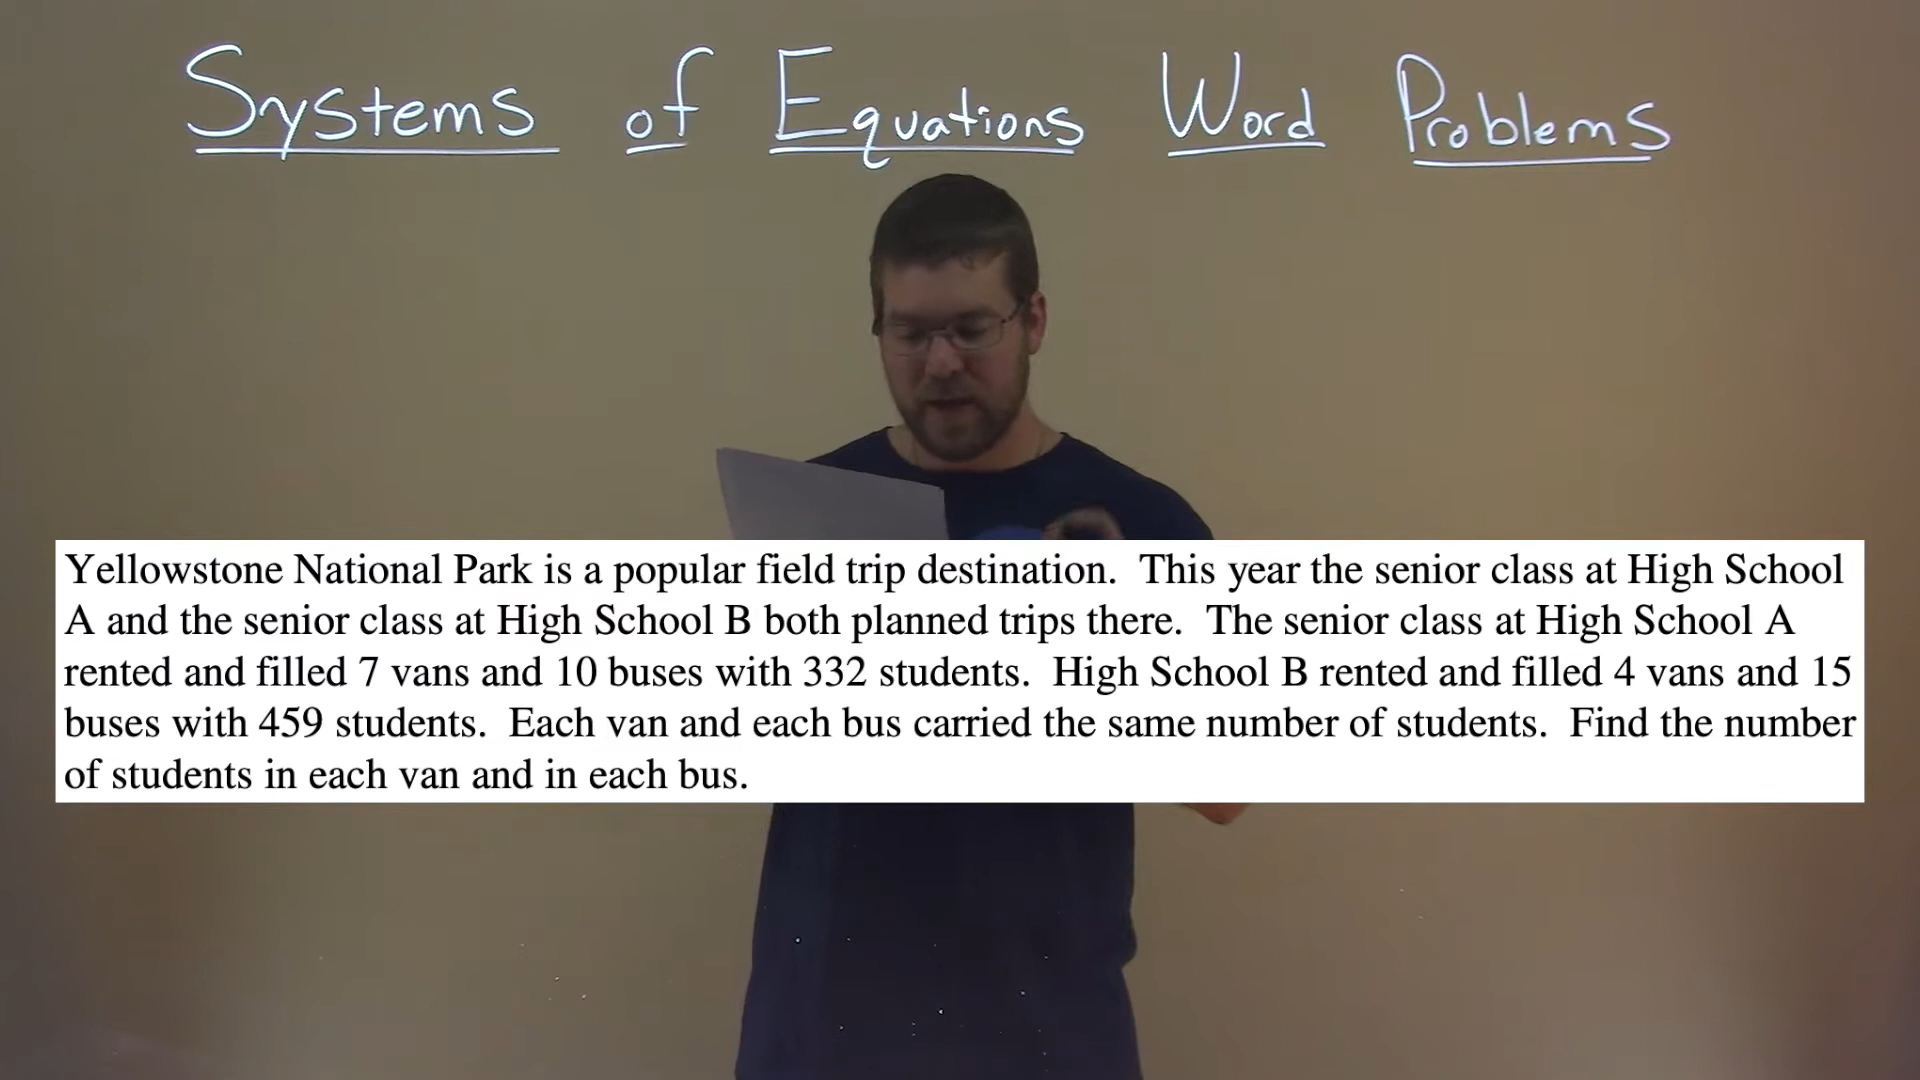 Systems of Equations Word Problems
Yellowstone National Park is a popular field trip destination.  This year the senior class at High School
A and the senior class at High School B both planned trips there.  The senior class at High School A
rented and filled 7 vans and 10 buses with 332 students.  High School B rented and filled 4 vans and 15
buses with 459 students.  Each van and each bus carried the same number of students.  Find the number
of students in each van and in each bus.